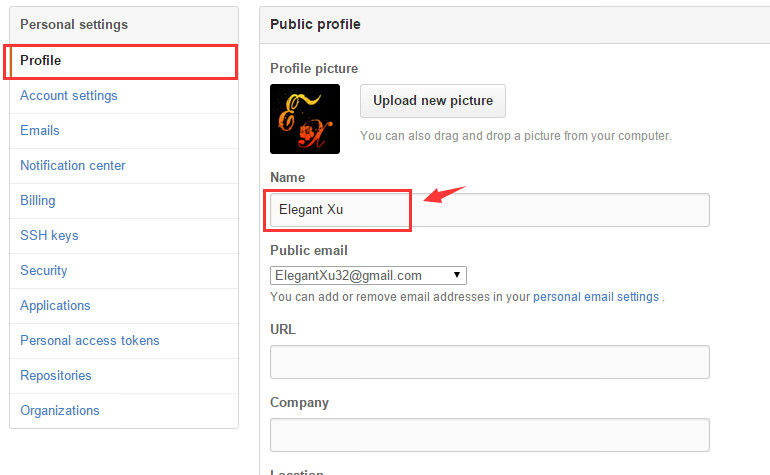 Personal settings
Profile
Account settings
Emails
Notification center
Billing
SSH keys
Security
Applications
Personal access tokens
Repositories
Organizations
Public profile
Profile picture
E X
Upload new picture
You can also drag and drop a picture from your computer.
Name
Elegant Xu
Public email
ElegantXu32@gmail.com
You can add or remove email addresses in your personal email settings .
URL
Company
Location